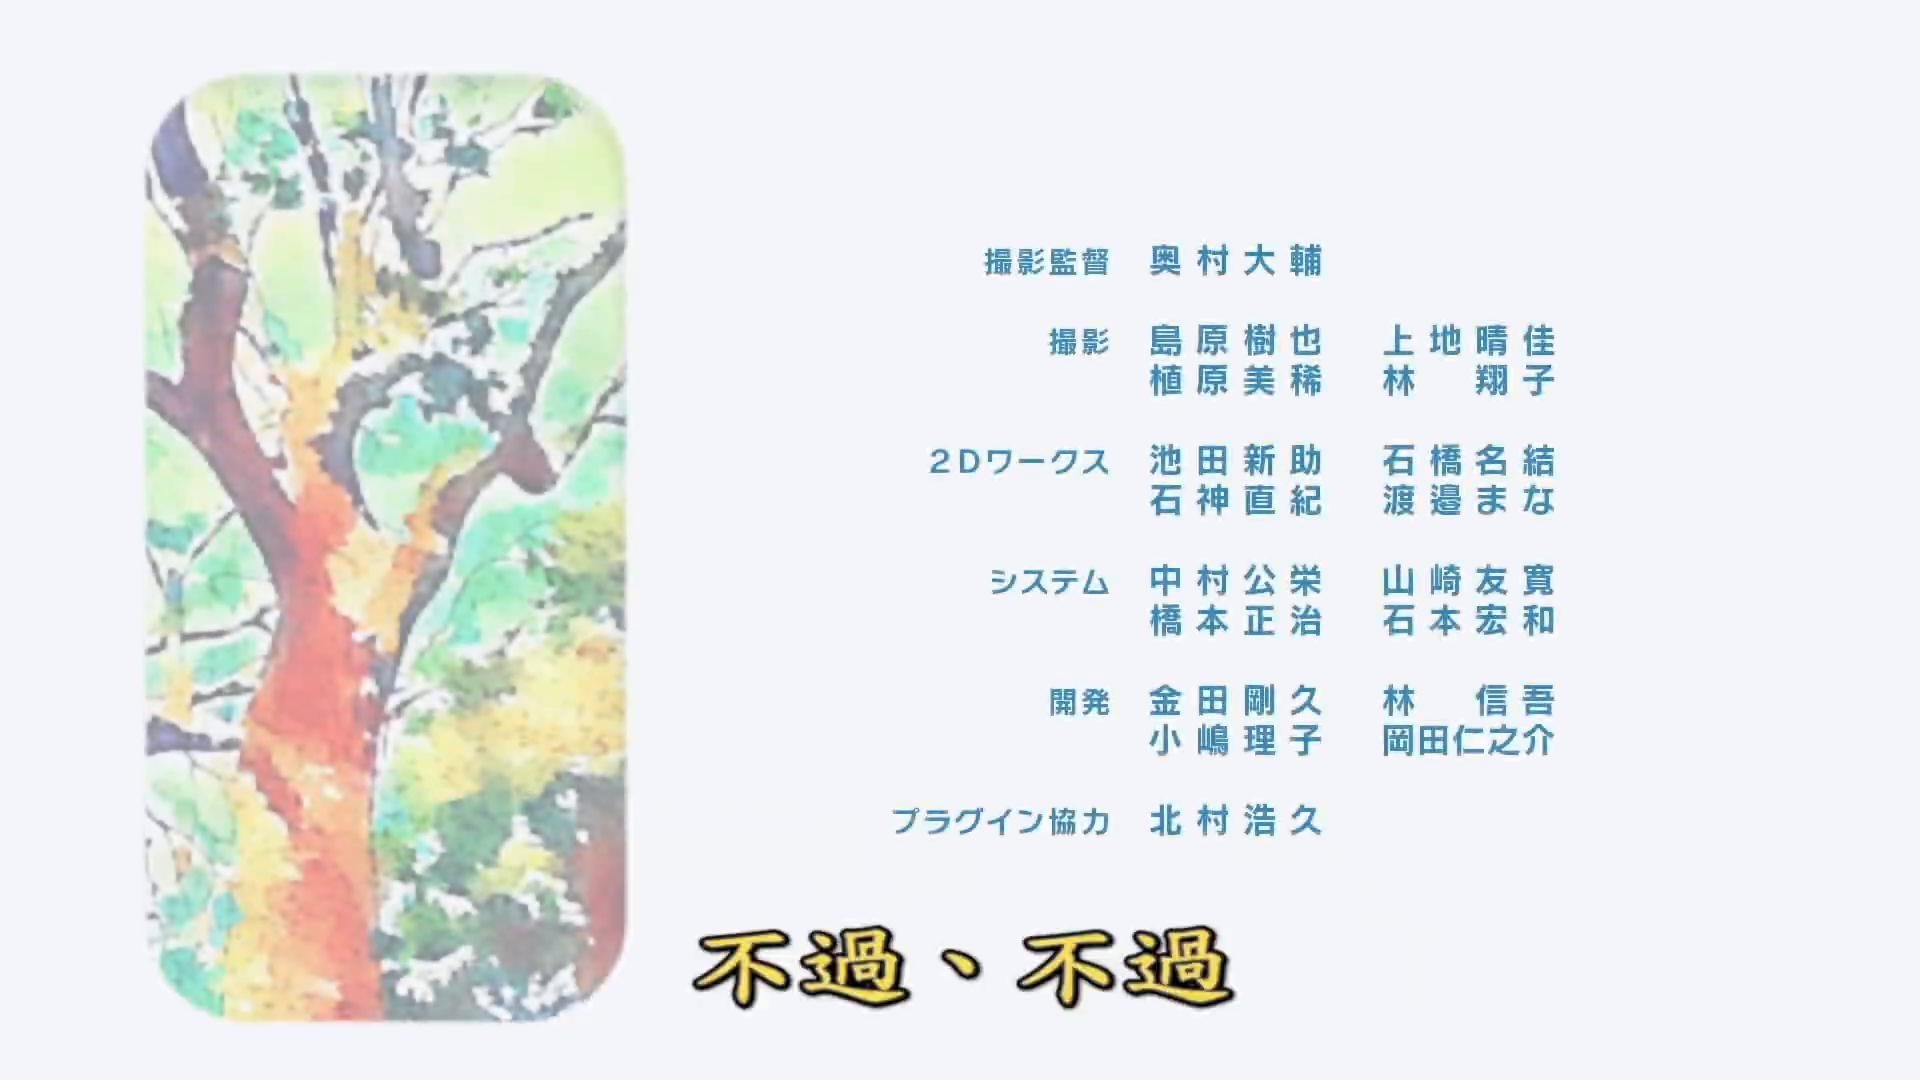 撮影監督 奥村大輔
撮影 島原樹也 上地晴佳
植原美稀 林 翔子
2Dワークス 池田新助 石橋名結
石神直紀 渡邉まな
システム 中村公栄 山崎友寛
橋本正治 石本宏和
開発 金田剛久 林 信吾
小嶋理子 岡田仁之介
プラグイン協力 北村浩久
不過、不過